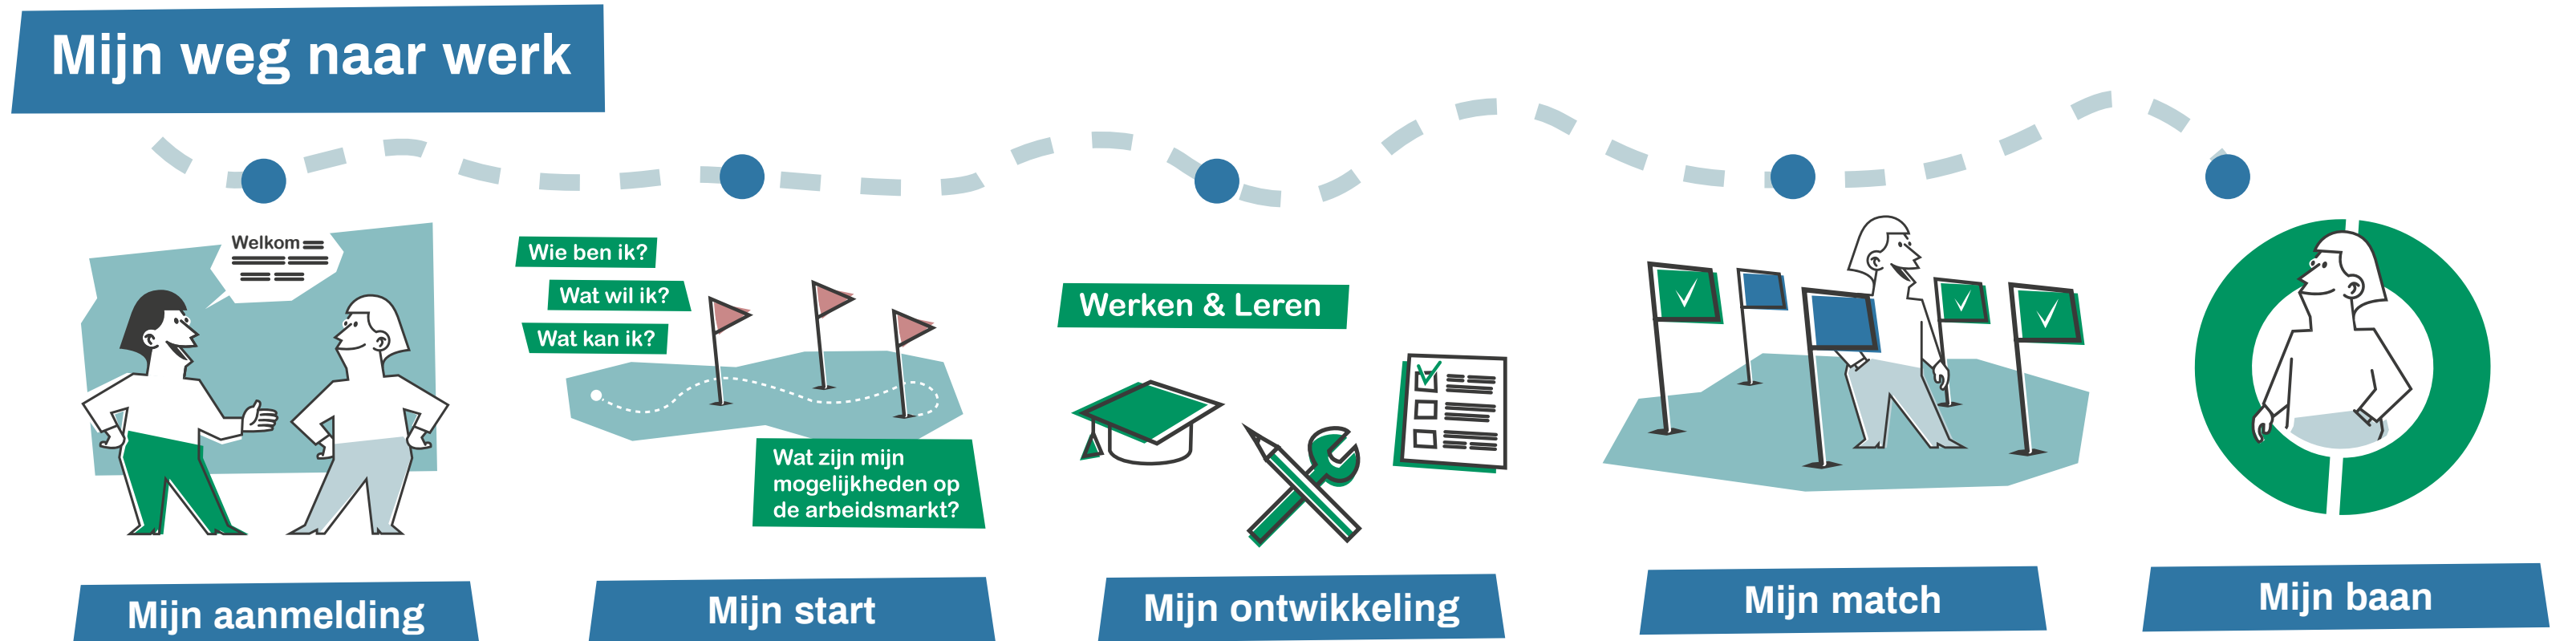 Mijn weg naar werk
Welkom
Wie ben ik?
Wat wil ik?
Wat kan ik?
Wat zijn mijn
mogelijkheden op
de arbeidsmarkt?
Werken & Leren
Mijn aanmelding
Mijn start
Mijn ontwikkeling
Mijn match
Mijn baan